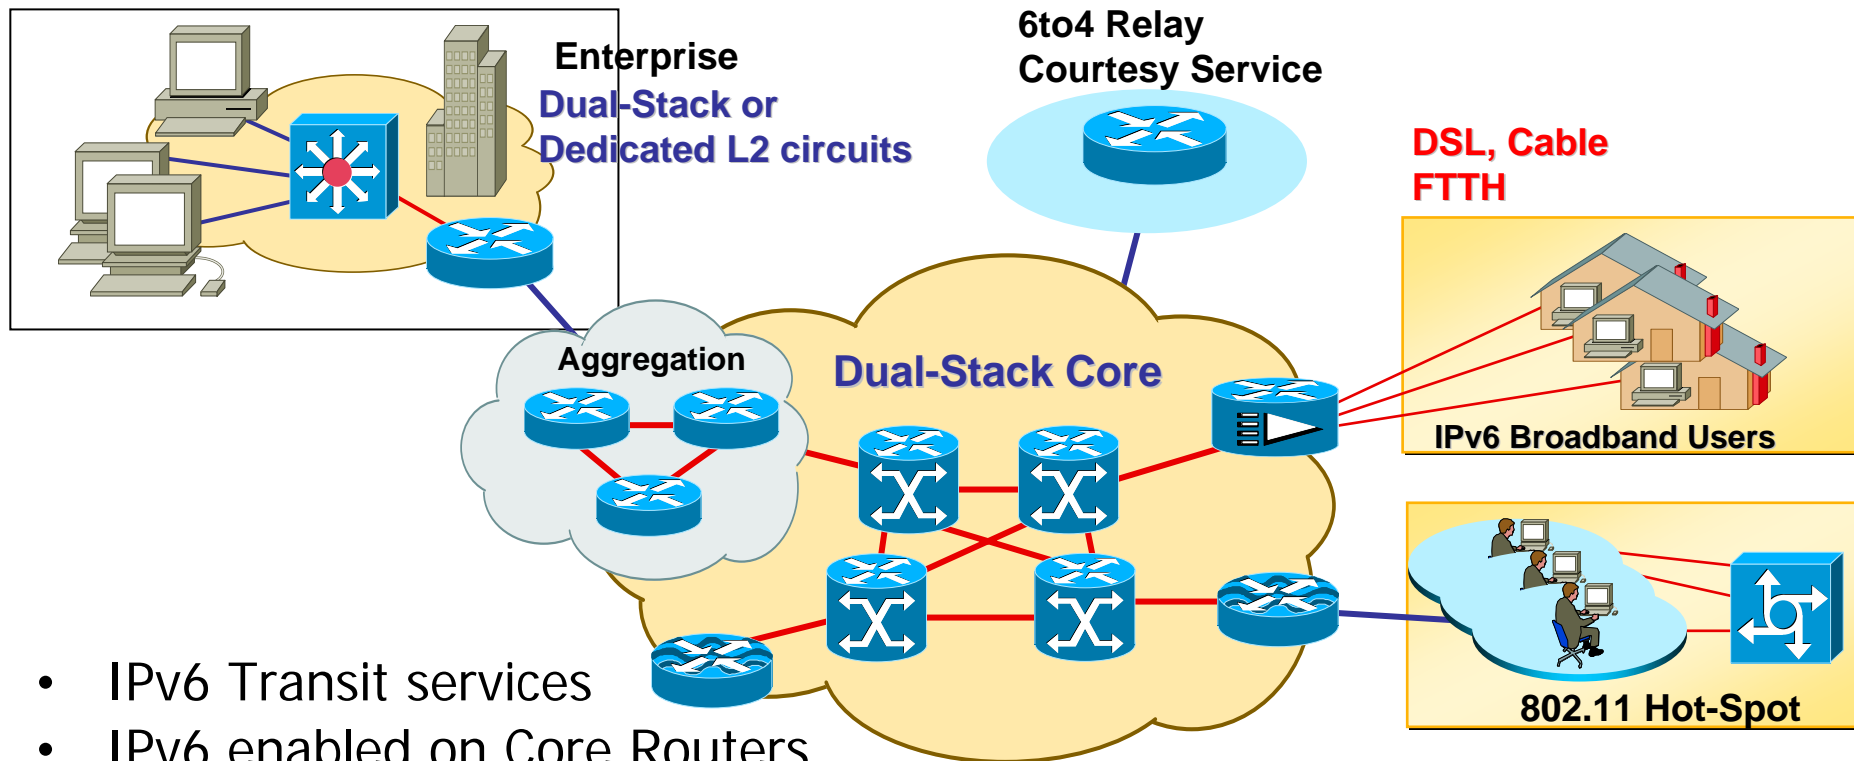 Enterprise
Dual-Stack or
Dedicated L2 circuits
6to4 Relay
Courtesy Service
DSL, Cable
FTTH
Aggregation
Dual-Stack Core
IPv6 Broadband Users
802.11 Hot-Spot
• IPv6 Transit services
• IPv6 enabled on Core Routers